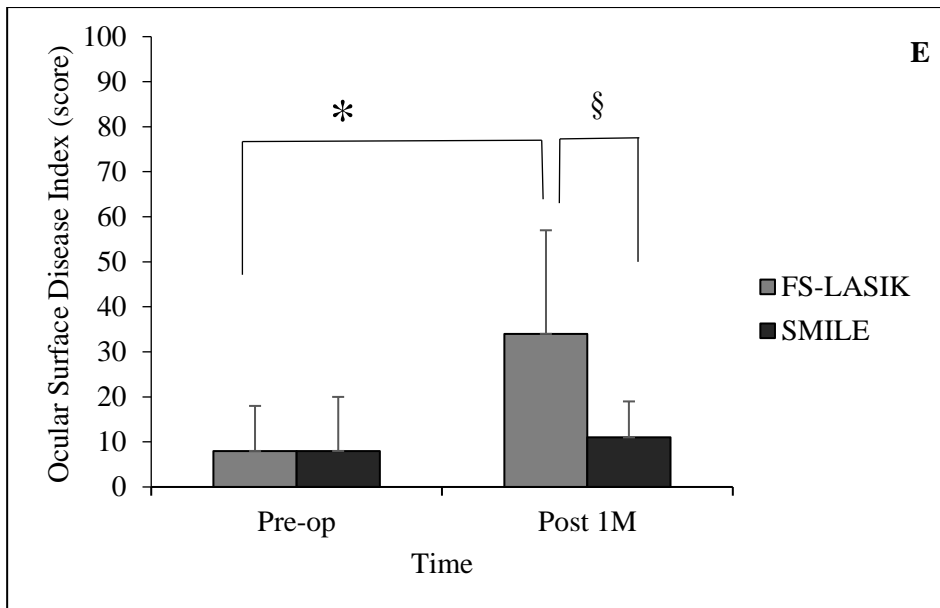 E
Ocular Surface Disease Index (score)
100
90
80
70
60
50
40
30
20
10
0
*
§
Pre-op
Post 1M
Time
FS-LASIK
SMILE